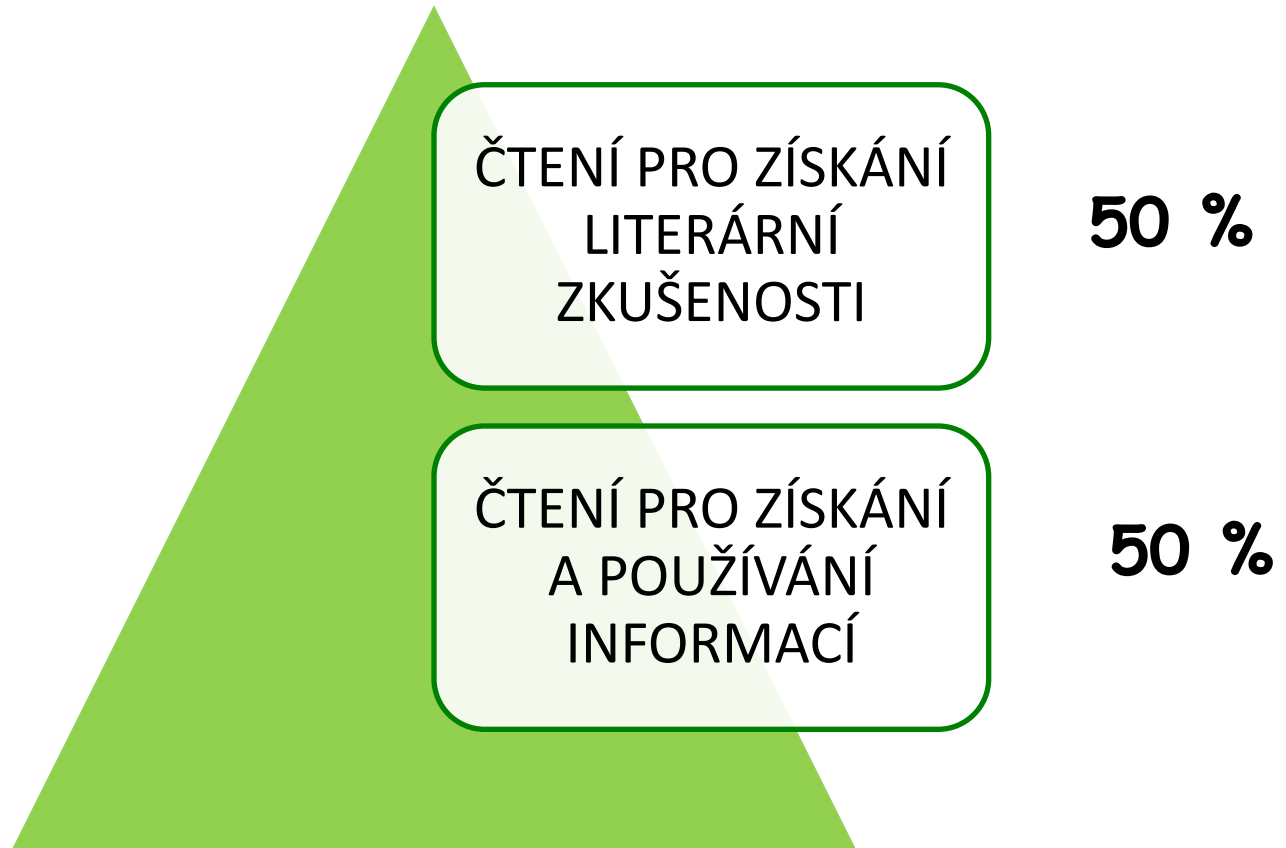 ČTENÍ PRO ZÍSKÁNÍ
LITERÁRNÍ
ZKUŠENOSTI
50 %
ČTENÍ PRO ZÍSKÁNÍ
A POUŽÍVÁNÍ
INFORMACÍ
50 %